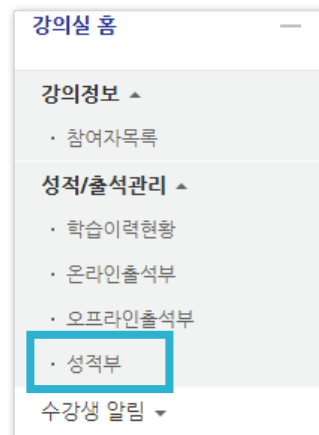 강의실 홈
강의정보
· 참여자목록
성적/출석관리
· 학습이력현황
· 온라인출석부
· 오프라인출석부
· 성적부
수강생 알림